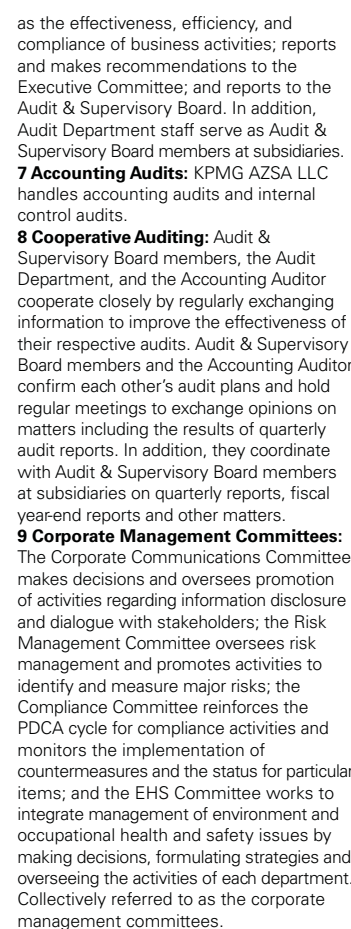 as the effectiveness, efficiency, and
compliance of business activities; reports
and makes recommendations to the
Executive Committee; and reports to the
Audit & Supervisory Board. In addition,
Audit Department staff serve as Audit &
Supervisory Board members at subsidiaries.
7 Accounting Audits: KPMG AZSA LLC
handles accounting audits and internal
control audits.
8 Cooperative Auditing: Audit &
Supervisory Board members, the Audit
Department, and the Accounting Auditor
cooperate closely by regularly exchanging
information to improve the effectiveness of
their respective audits. Audit & Supervisory
Board members and the Accounting Auditor
confirm each other's audit plans and hold
regular meetings to exchange opinions on
matters including the results of quarterly
audit reports. In addition, they coordinate
with Audit & Supervisory Board members
at subsidiaries on quarterly reports, fiscal
year-end reports and other matters.
9 Corporate Management Committees:
The Corporate Communications Committee
makes decisions and oversees promotion
of activities regarding information disclosure
and dialogue with stakeholders; the Risk
Management Committee oversees risk
management and promotes activities to
identify and measure major risks; the
Compliance Committee reinforces the
PDCA cycle for compliance activities and
monitors the implementation of
countermeasures and the status for particular
items; and the EHS Committee works to
integrate management of environment and
occupational health and safety issues by
making decisions, formulating strategies and
overseeing the activities of each department.
Collectively referred to as the corporate
management committees.